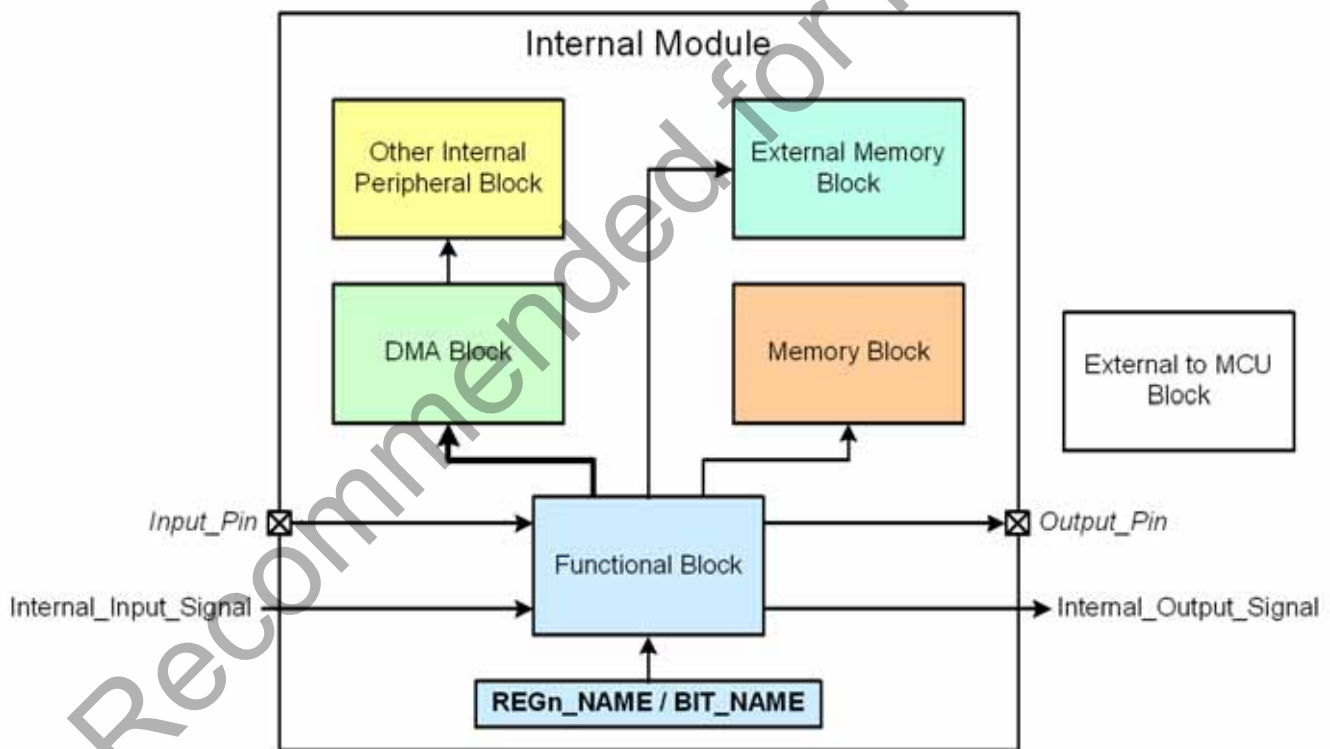 Internal Module
Other Internal
Peripheral Block
External Memory
Block
DMA Block
Memory Block
External to MCU
Block
Input_Pin
Output_Pin
Functional Block
Internal_Input_Signal
Internal_Output_Signal
REGn_NAME / BIT_NAME
Recommended for